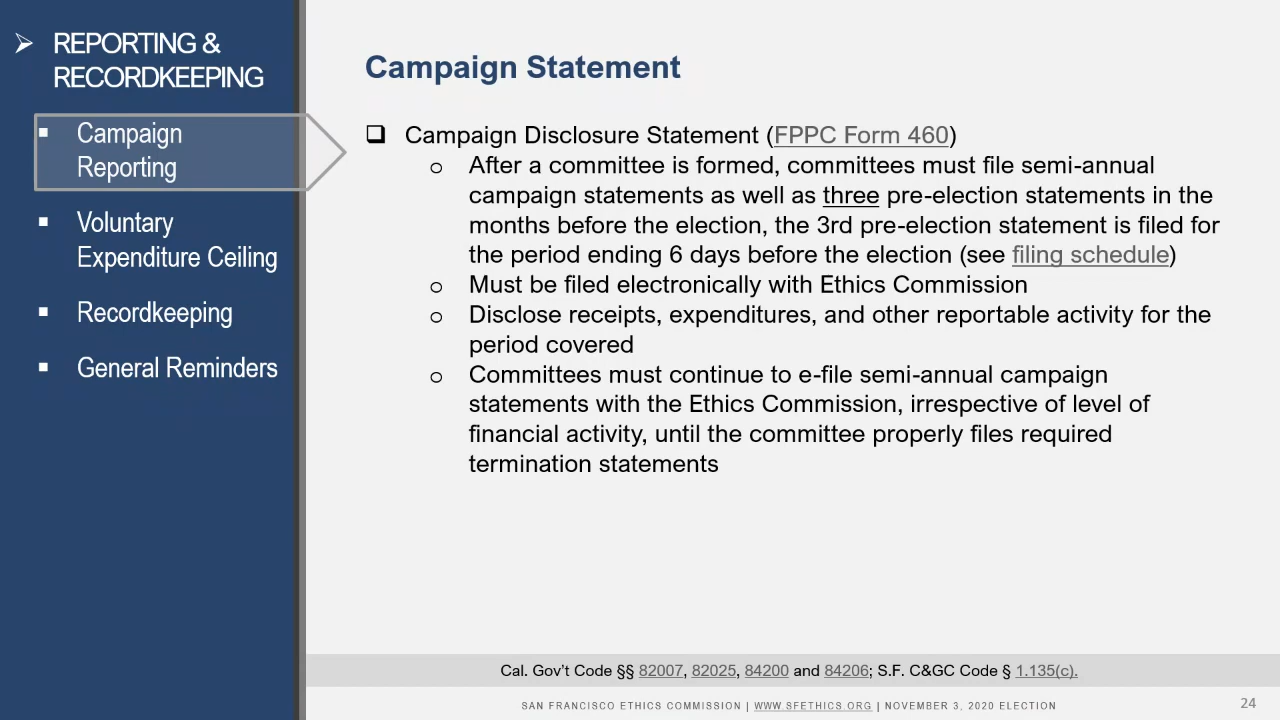 ➢ REPORTING &
RECORDKEEPING
▪ Campaign
Reporting
▪ Voluntary
Expenditure Ceiling
▪ Recordkeeping
▪ General Reminders
Campaign Statement
❑ Campaign Disclosure Statement (FPPC Form 460)
o After a committee is formed, committees must file semi-annual
campaign statements as well as three pre-election statements in the
months before the election, the 3rd pre-election statement is filed for
the period ending 6 days before the election (see filing schedule)
o Must be filed electronically with Ethics Commission
o Disclose receipts, expenditures, and other reportable activity for the
period covered
o Committees must continue to e-file semi-annual campaign
statements with the Ethics Commission, irrespective of level of
financial activity, until the committee properly files required
termination statements
Cal. Gov't Code §§ 82007, 82025, 84200 and 84206; S.F. C&GC Code § 1.135(c).
SAN FRANCISCO ETHICS COMMISSION | WWW.SFETHICS.ORG | NOVEMBER 3, 2020 ELECTION
24